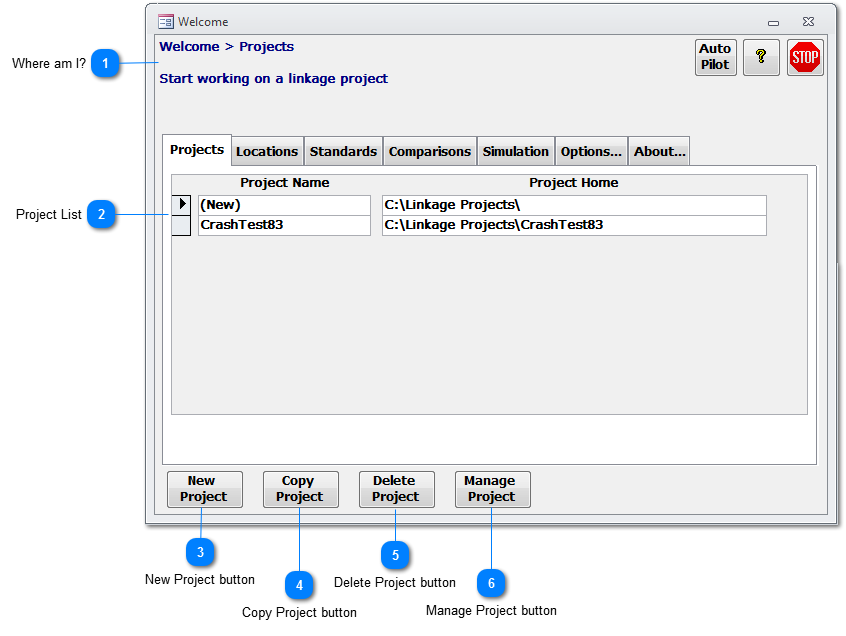 Welcome
Welcome > Projects
Auto Pilot
?
STOP
Where am I?
1
Start working on a linkage project
Projects
Locations
Standards
Comparisons
Simulation
Options...
About...
Project Name
Project Home
(New)
C:\Linkage Projects\
Project List
2
CrashTest83
C:\Linkage Projects\CrashTest83
New Project
Copy Project
Delete Project
Manage Project
3
New Project button
4
Copy Project button
5
Delete Project button
6
Manage Project button